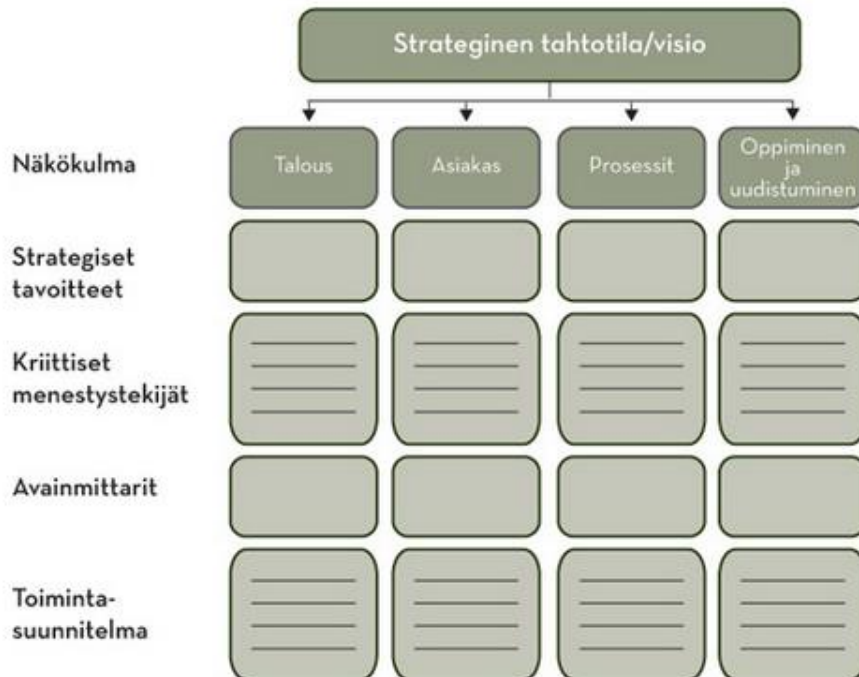 Strateginen tahtotila/visio
Näkökulma
Talous
Asiakas
Prosessit
Oppiminen
ja
uudistuminen
Strategiset
tavoitteet
Kriittiset
menestystekijät
Avainmittarit
Toiminta-
suunnitelma